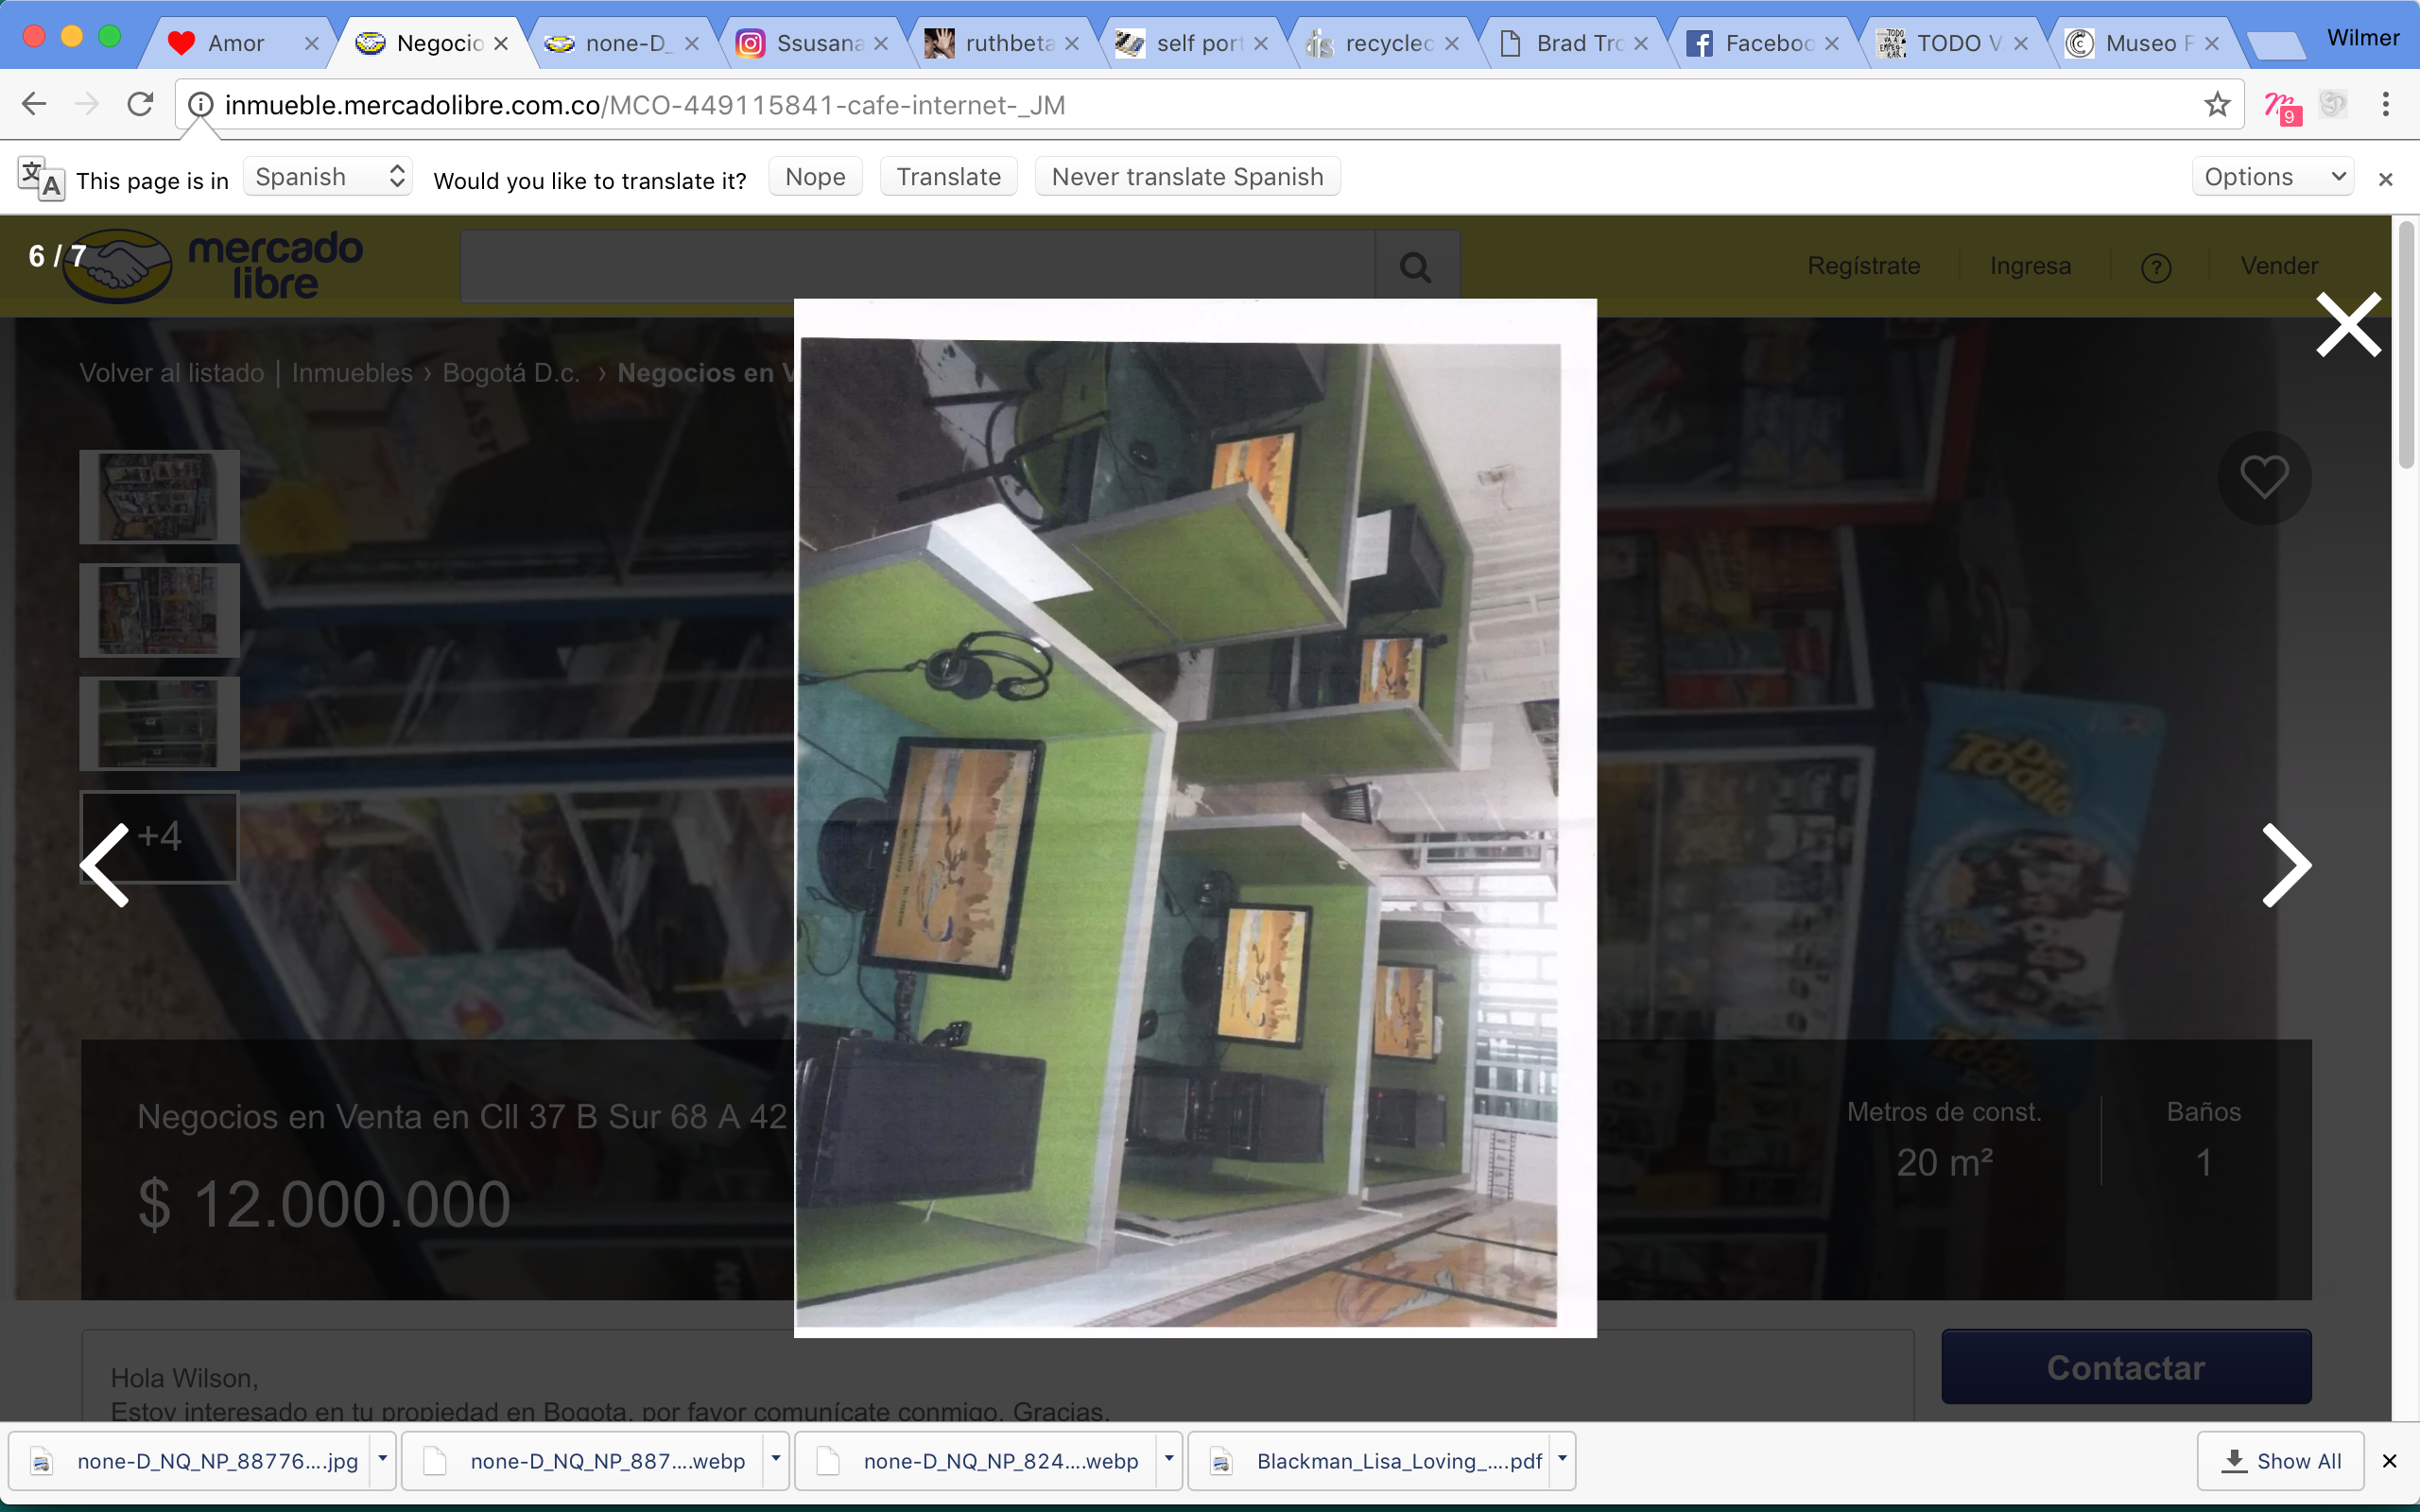 Amor
Negocio
none-D_
Ssusana
ruthbeta
self port
recyclec
Brad Tro
Faceboo
TODO V
Museo F
Wilmer
inmueble.mercadolibre.com.co/MCO-449115841-cafe-internet-_JM
9
This page is in
Spanish
Would you like to translate it?
Nope
Translate
Never translate Spanish
Options
6 / 7
mercado
libre
Regístrate
Ingresa
?
Vender
Volver al listado | Inmuebles › Bogotá D.c. › Negocios en V
+4
De Todito
Negocios en Venta en Cll 37 B Sur 68 A 42
$ 12.000.000
Metros de const.
20 m²
Baños
1
Hola Wilson,
Estoy interesado en tu propiedad en Bogota, por favor comunícate conmigo. Gracias.
Contactar
none-D_NQ_NP_88776....jpg
none-D_NQ_NP_887....webp
none-D_NQ_NP_824....webp
Blackman_Lisa_Loving_....pdf
Show All